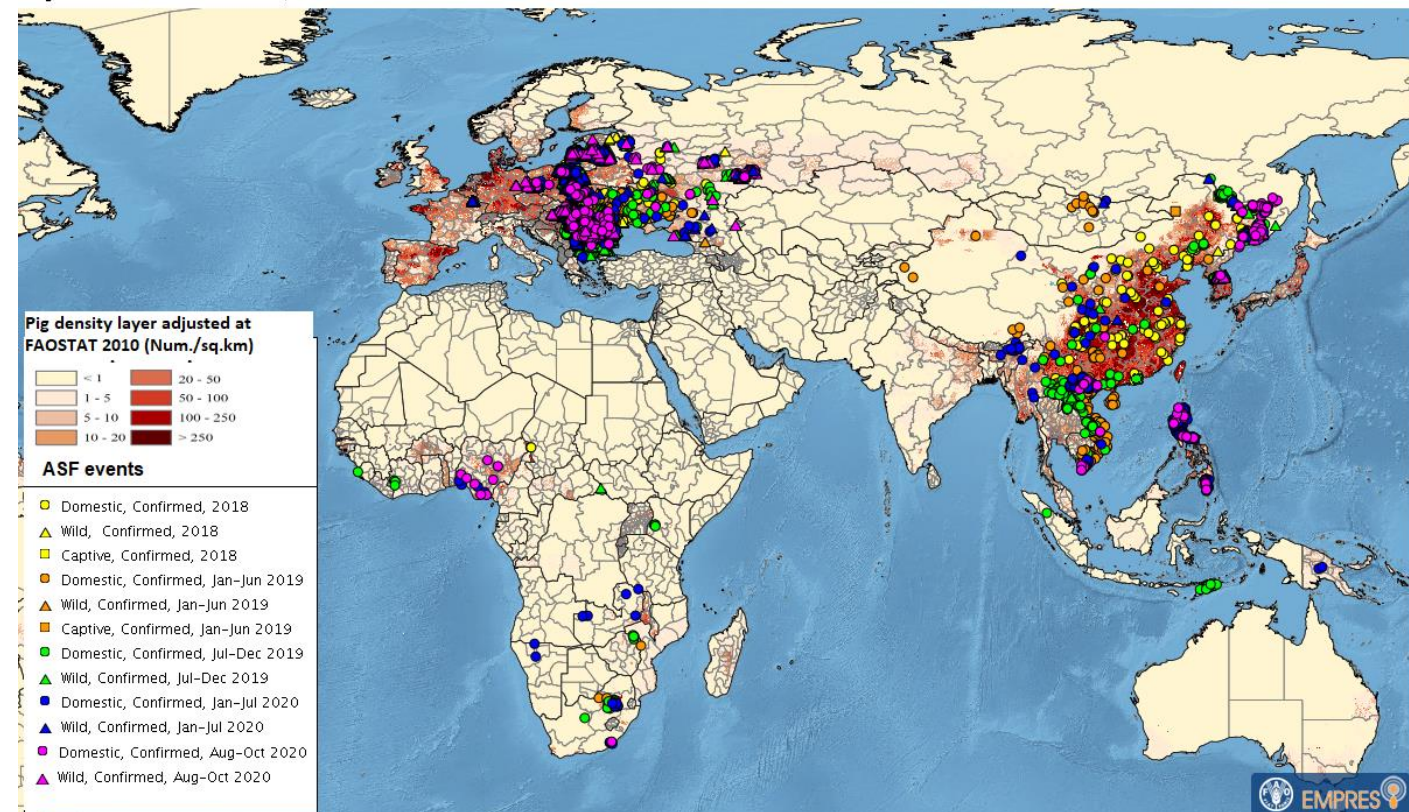 Pig density layer adjusted at
FAOSTAT 2010 (Num./sq.km)
< 1
20 - 50
1 - 5
50 - 100
5 - 10
100 - 250
10 - 20
> 250
ASF events
Domestic, Confirmed, 2018
Wild, Confirmed, 2018
Captive, Confirmed, 2018
Domestic, Confirmed, Jan-Jun 2019
Wild, Confirmed, Jan-Jun 2019
Captive, Confirmed, Jan-Jun 2019
Domestic, Confirmed, Jul-Dec 2019
Wild, Confirmed, Jul-Dec 2019
Domestic, Confirmed, Jan-Jul 2020
Wild, Confirmed, Jan-Jul 2020
Domestic, Confirmed, Aug-Oct 2020
Wild, Confirmed, Aug-Oct 2020
EMPRES